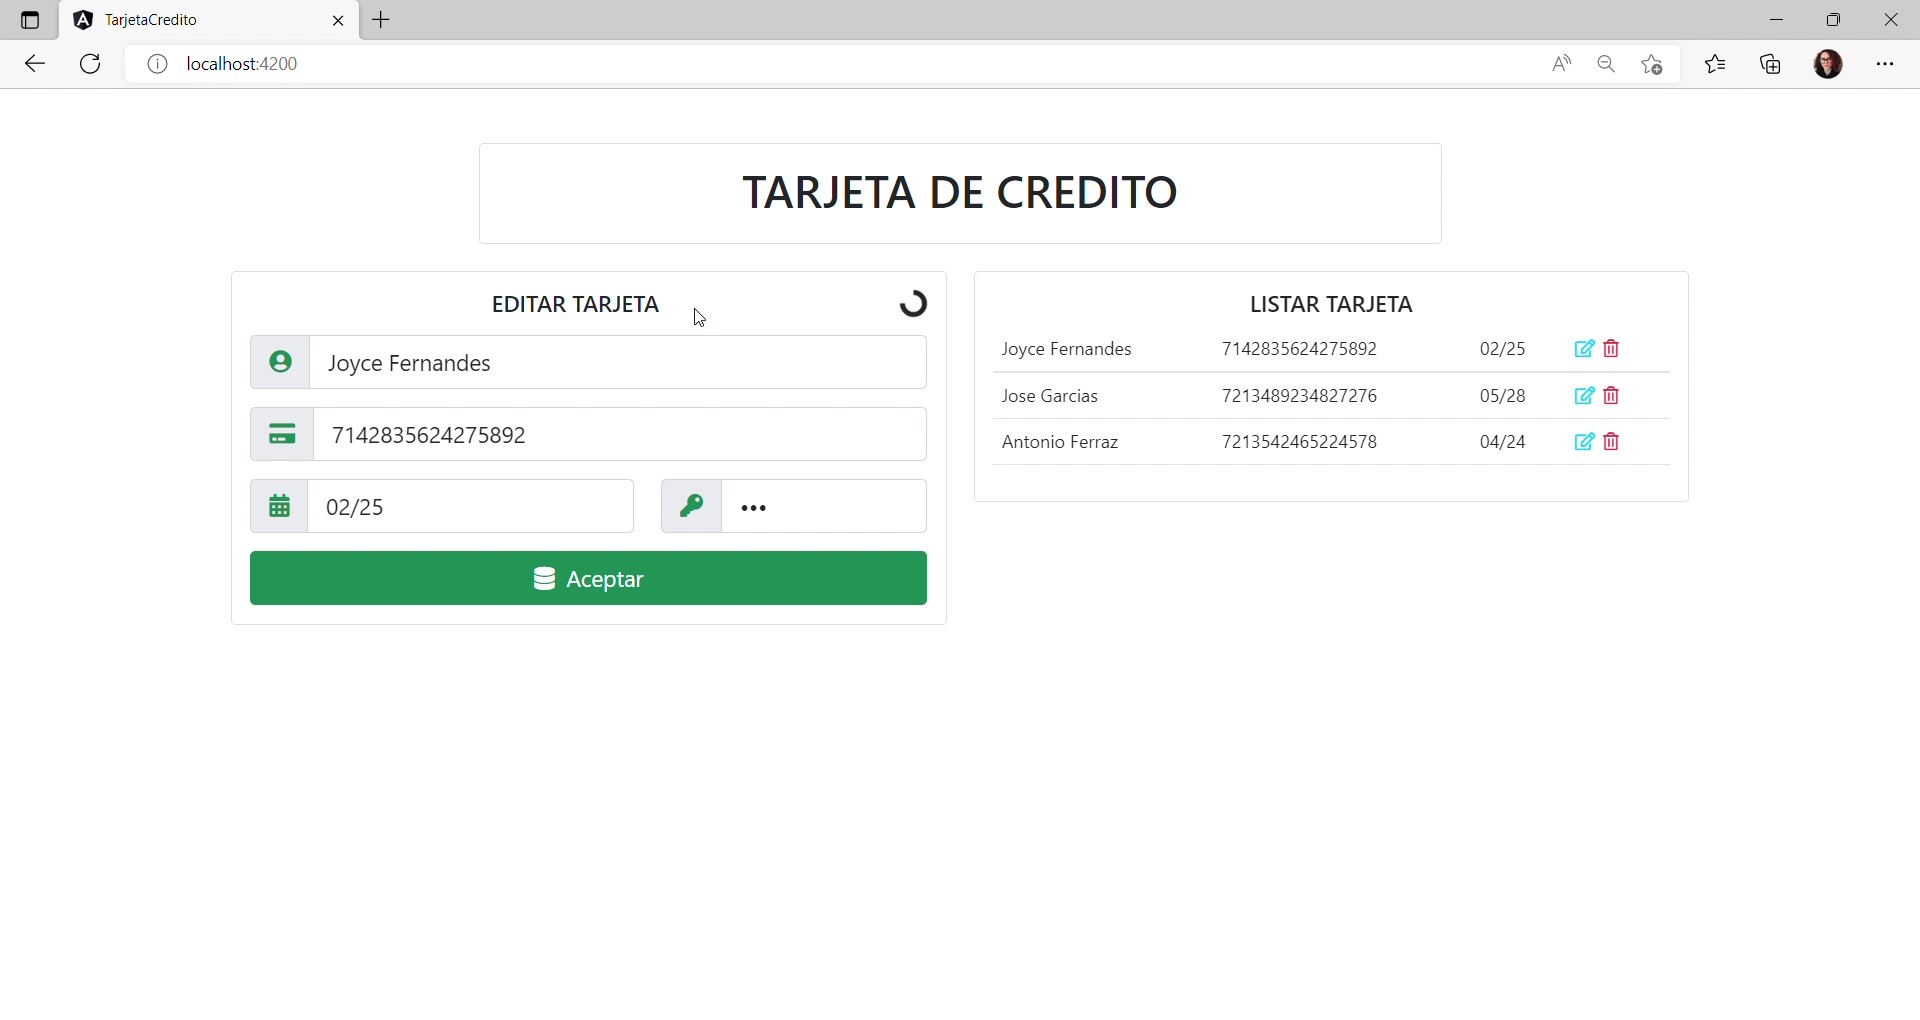 TarjetaCredito
localhost:4200
TARJETA DE CREDITO
EDITAR TARJETA
Joyce Fernandes
7142835624275892
02/25
•••
Aceptar
LISTAR TARJETA
Joyce Fernandes 7142835624275892 02/25
Jose Garcias 7213489234827276 05/28
Antonio Ferraz 7213542465224578 04/24